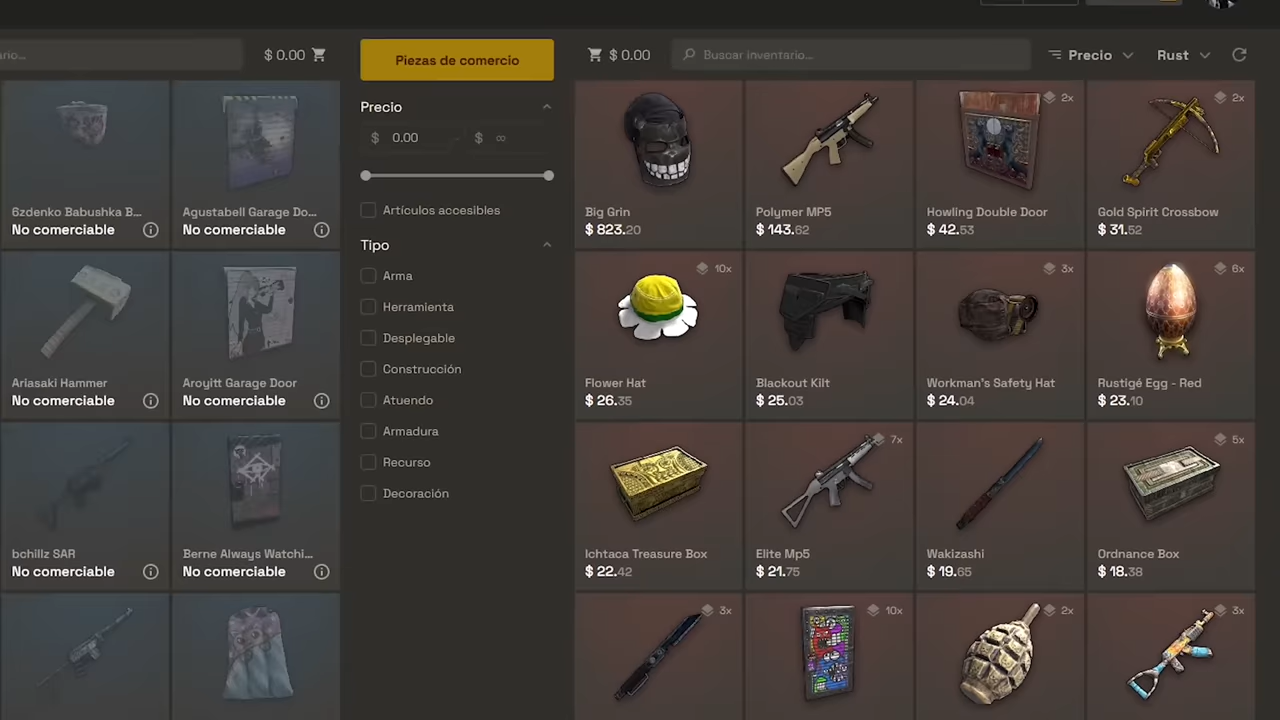 rio...
$ 0.00
Piezas de comercio
$ 0.00
Buscar inventario...
Precio
Rust
6zdenko Babushka B...
No comerciable
Agustabell Garage Do...
No comerciable
Ariasaki Hammer
No comerciable
Aroyitt Garage Door
No comerciable
bchillz SAR
No comerciable
Berne Always Watchi...
No comerciable
Precio
$ 0.00
$ ∞
Artículos accesibles
Tipo
Arma
Herramienta
Desplegable
Construcción
Atuendo
Armadura
Recurso
Decoración
Big Grin
$ 823.20
Polymer MP5
$ 143.62
2x
Howling Double Door
$ 42.53
2x
Gold Spirit Crossbow
$ 31.52
10x
Flower Hat
$ 26.35
Blackout Kilt
$ 25.03
3x
Workman's Safety Hat
$ 24.04
6x
Rustigé Egg - Red
$ 23.10
Ichtaca Treasure Box
$ 22.42
7x
Elite Mp5
$ 21.75
Wakizashi
$ 19.65
5x
Ordnance Box
$ 18.38
3x
10x
2x
3x